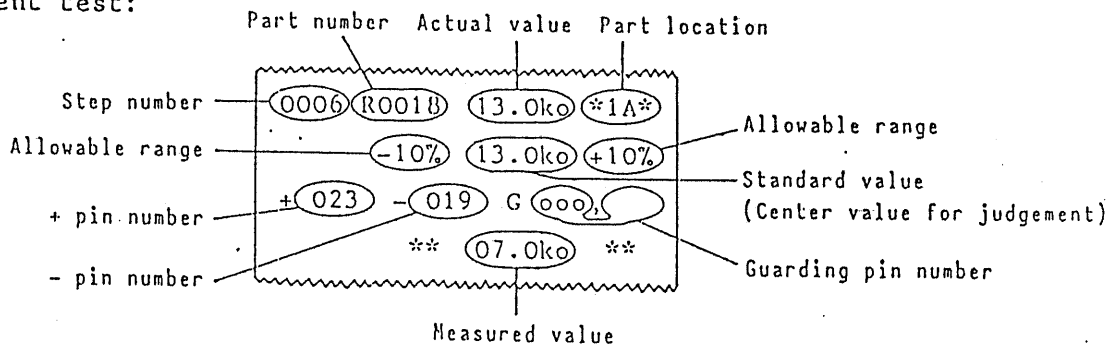 ent test:
Part number Actual value Part location
Step number 0006 R0018 13.0ko *1A*
Allowable range -10% 13.0ko +10% Allowable range
Standard value
(Center value for judgement)
+ pin number + 023 - 019 G 000,
** 07.0ko **
- pin number Guarding pin number
Measured value